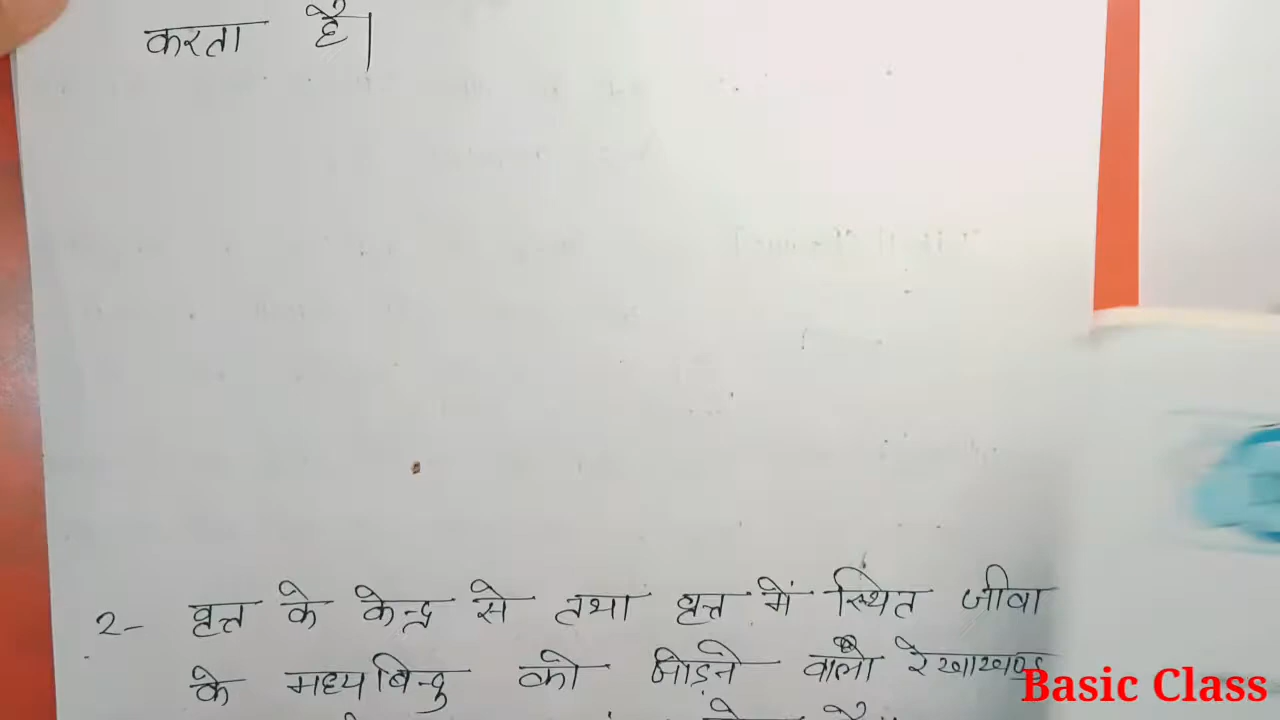 करता है|
2- वृत्त के केन्द्र से तथा वृत्त में स्थित जीवा
के मध्यबिन्दु को जोड़ने वाली रेखाखण्ड
Basic Class